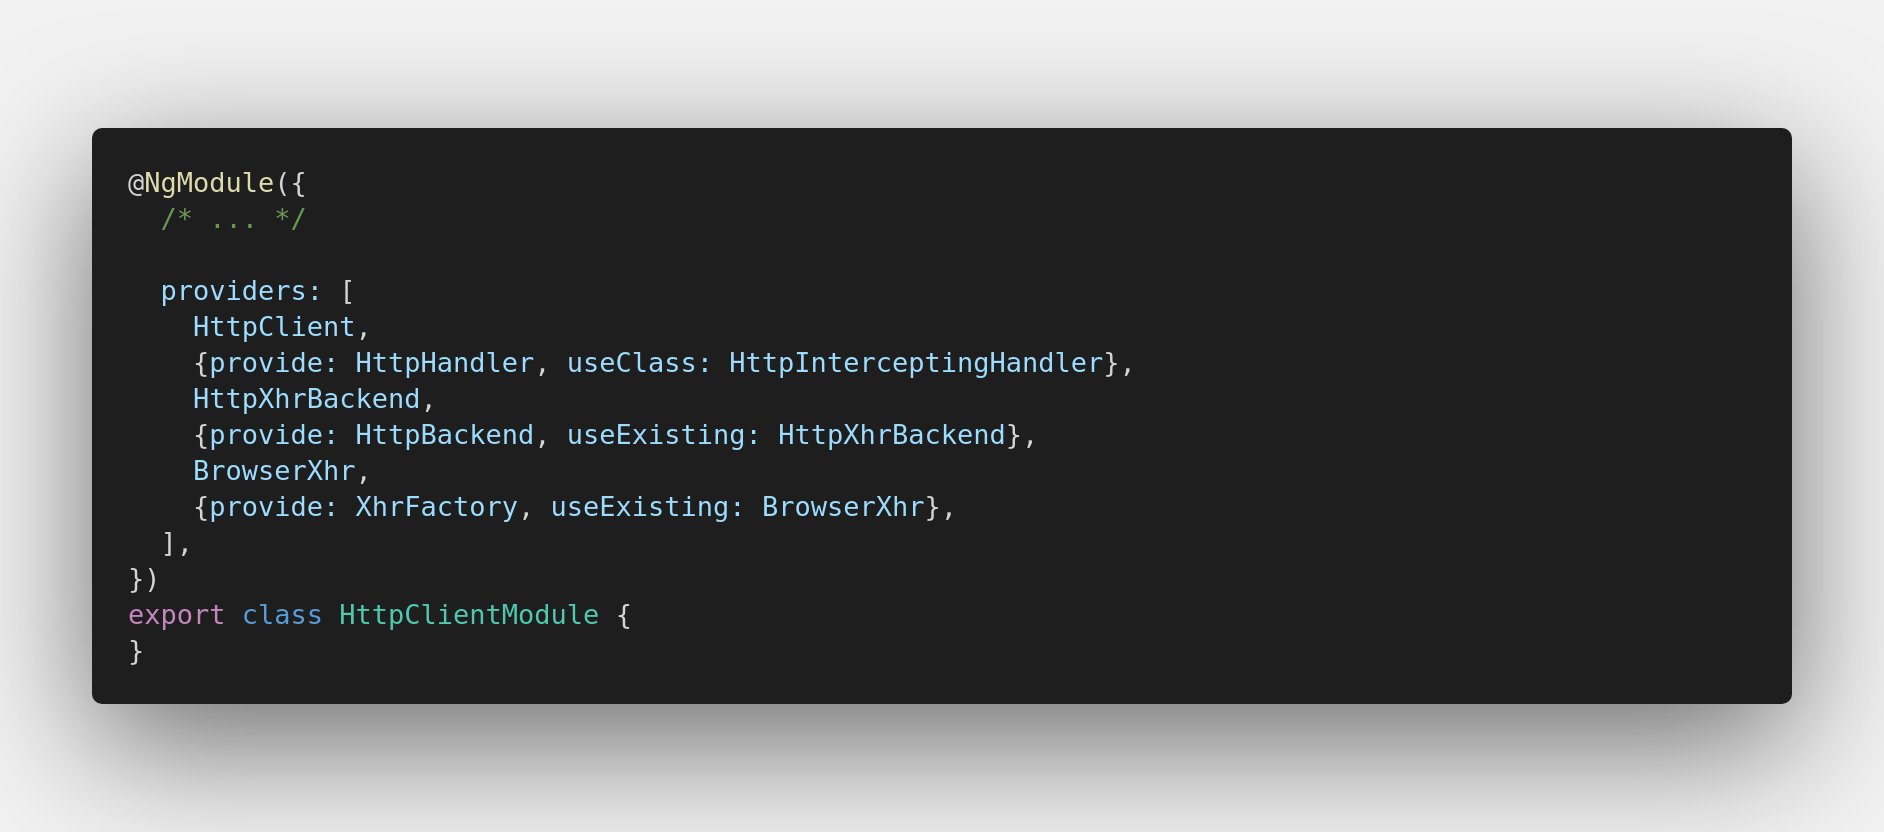 @NgModule({
  /* ... */

  providers: [
    HttpClient,
    {provide: HttpHandler, useClass: HttpInterceptingHandler},
    HttpXhrBackend,
    {provide: HttpBackend, useExisting: HttpXhrBackend},
    BrowserXhr,
    {provide: XhrFactory, useExisting: BrowserXhr},
  ],
})
export class HttpClientModule {
}